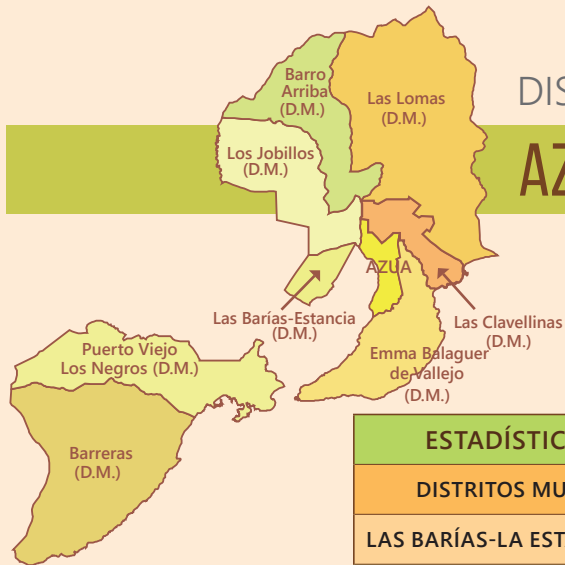 DIS
AZ
Barro
Arriba
(D.M.)
Las Lomas
(D.M.)
Los Jobillos
(D.M.)
AZUA
Las Barías-Estancia
(D.M.)
Las Clavellinas
(D.M.)
Puerto Viejo
Los Negros (D.M.)
Emma Balaguer
de Vallejo
(D.M.)
Barreras
(D.M.)
ESTADÍSTIC
DISTRITOS MU
LAS BARÍAS-LA EST